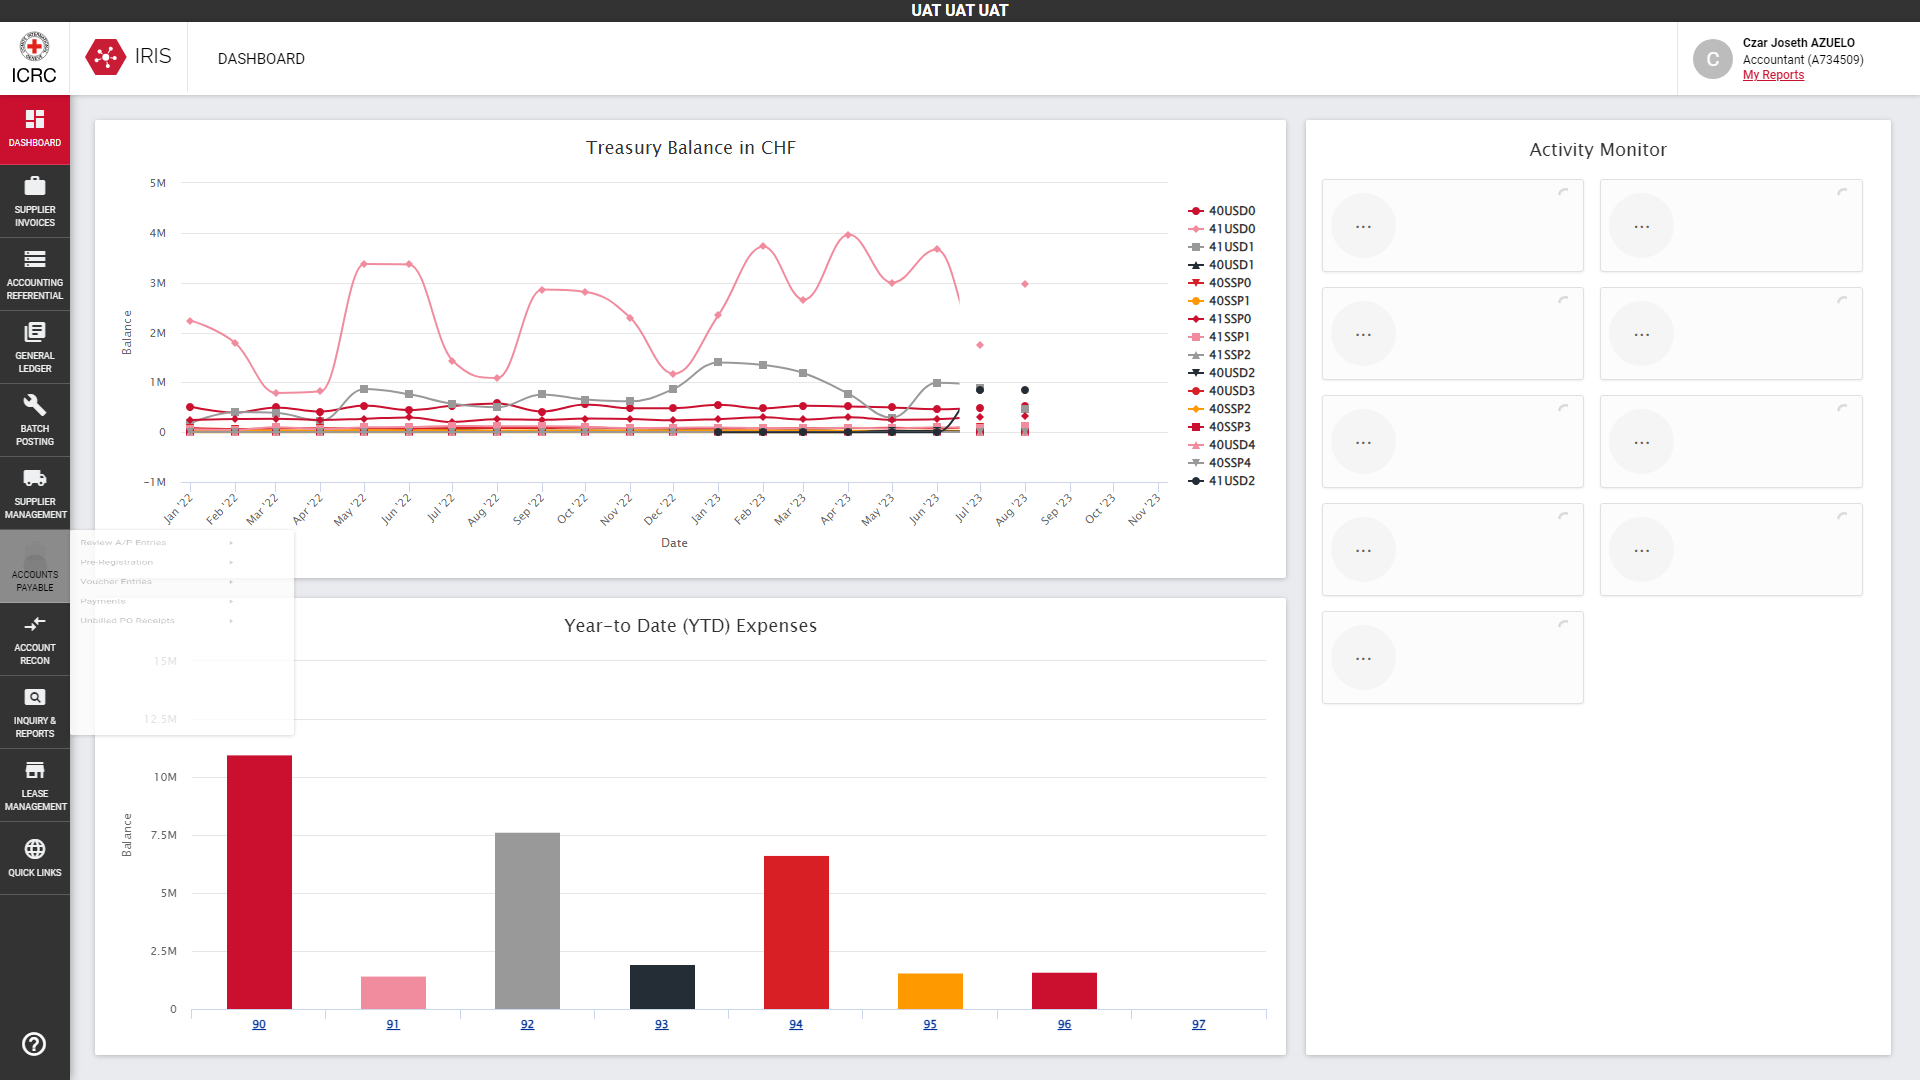 UAT UAT UAT
ICRC
IRIS
DASHBOARD
C
Czar Joseth AZUELO
Accountant (A734509)
My Reports
DASHBOARD
SUPPLIER
INVOICES
ACCOUNTING
REFERENTIAL
GENERAL
LEDGER
BATCH
POSTING
SUPPLIER
MANAGEMENT
ACCOUNTS
PAYABLE
ACCOUNT
RECON
INQUIRY &
REPORTS
LEASE
MANAGEMENT
QUICK LINKS
Review A/P Entries
Pre-Registration
Voucher Entries
Payments
Unbilled PO Receipts
Treasury Balance in CHF
Balance
5M
4M
3M
2M
1M
0
-1M
Jan '22
Feb '22
Mar '22
Apr '22
May '22
Jun '22
Jul '22
Aug '22
Sep '22
Oct '22
Nov '22
Dec '22
Jan '23
Feb '23
Mar '23
Apr '23
May '23
Jun '23
Jul '23
Aug '23
Sep '23
Oct '23
Nov '23
Date
40USD0
41USD0
41USD1
40USD1
40SSP0
40SSP1
41SSP0
41SSP1
41SSP2
40USD2
40USD3
40SSP2
40SSP3
40USD4
40SSP4
41USD2
Year-to Date (YTD) Expenses
Balance
15M
12.5M
10M
7.5M
5M
2.5M
0
90
91
92
93
94
95
96
97
Activity Monitor
...
...
...
...
...
...
...
...
...